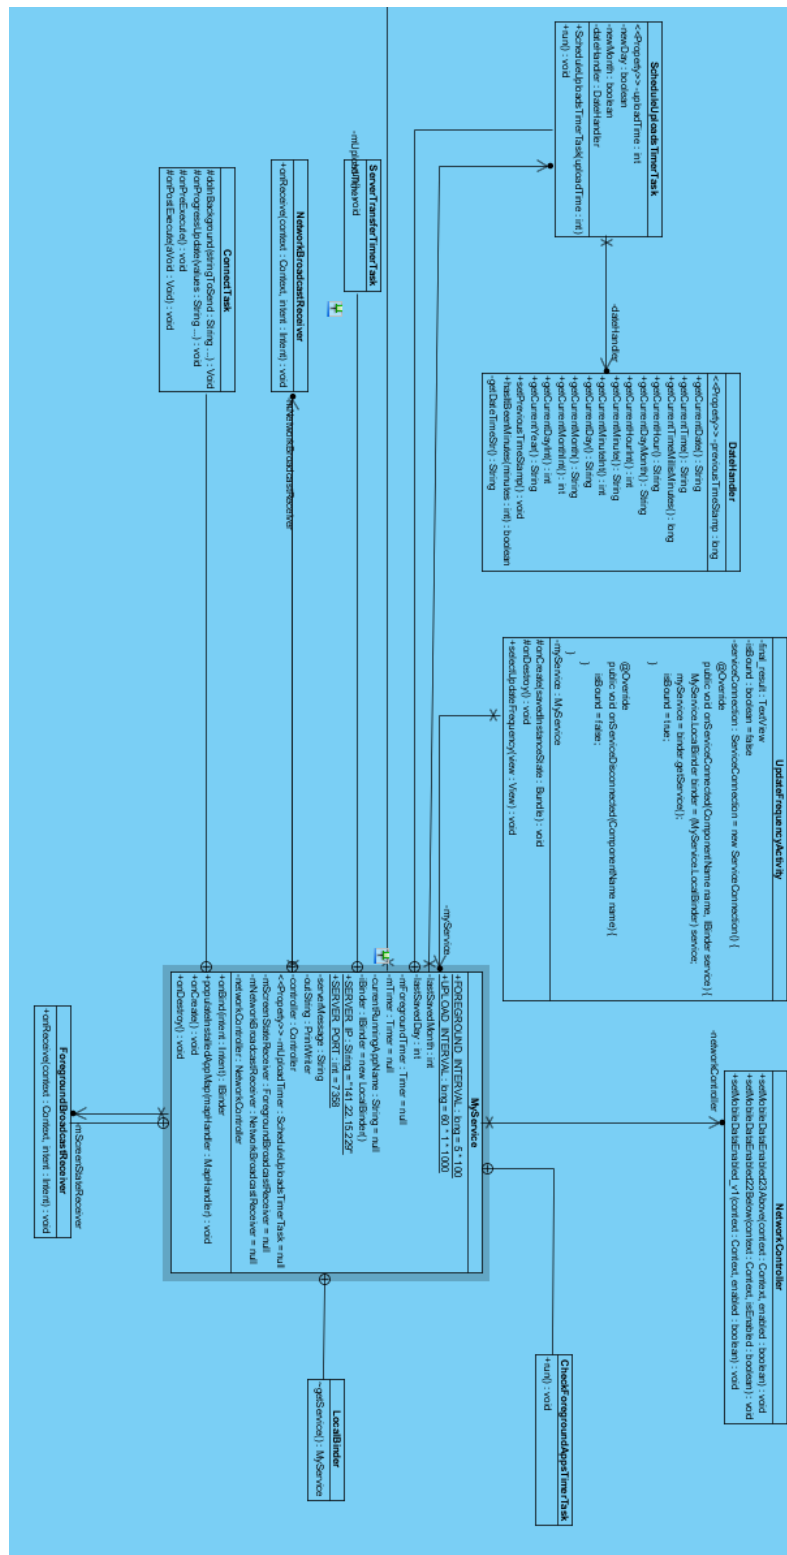 ScheduleUploadsTimerTask
<<Property>> -uploadTime : int
-newDay : boolean
-newMonth : boolean
-dateHandler : DateHandler
+ScheduleUploadsTimerTask(uploadTime : int)
+run() : void
-dateHandler
DateHandler
<<Property>> -previousTimeStamp : long
+getCurrentDate() : String
+getCurrentTime() : String
+getCurrentTimeMillisMinutes() : long
+getCurrentHour() : String
+getCurrentDayMonth() : String
+getCurrentHourInt() : int
+getCurrentMinute() : String
+getCurrentMinuteInt() : int
+getCurrentDay() : String
+getCurrentMonth() : String
+getCurrentMonthInt() : int
+getCurrentDayInt() : int
+getCurrentYear() : String
+setPreviousTimeStamp() : void
+hasItBeenMinutes(minutes : int) : boolean
-getDateTimeStr() : String
UpdateFrequencyActivity
-final_result : TextView
-isBound : boolean = false
-serviceConnection : ServiceConnection = new ServiceConnection() {
@Override
public void onServiceConnected(ComponentName name, IBinder service) {
MyService.LocalBinder binder = (MyService.LocalBinder) service;
myService = binder.getService();
isBound = true;
}
@Override
public void onServiceDisconnected(ComponentName name) {
isBound = false;
}
}
-myService : MyService
#onCreate(savedInstanceState : Bundle) : void
#onDestroy() : void
+selectUpdateFrequency(view : View) : void
-networkController
NetworkController
+setMobileDataEnabled23Above(context : Context, enabled : boolean) : void
+setMobileDataEnabled22Below(context : Context, isEnabled : boolean) : void
+setMobileDataEnabled_v1(context : Context, enabled : boolean) : void
ServerTransferTimerTask
NetworkBroadcastReceiver
+onReceive(context : Context, intent : Intent) : void
-mNetworkBroadcastReceiver
ConnectTask
#doInBackground(stringToSend : String...) : Void
#onProgressUpdate(values : String...) : void
#onPreExecute() : void
#onPostExecute(aVoid : Void) : void
-myService
MyService
+FOREGROUND_INTERVAL : long = 5 * 100
+UPLOAD_INTERVAL : long = 60 * 1 * 1000
-lastSavedMonth : int
-lastSavedDay : int
-mForegroundTimer : Timer = null
-mTimer : Timer = null
-currentRunningAppName : String = null
-iBinder : IBinder = new LocalBinder()
+SERVER_IP : String = "141.22.15.229"
+SERVER_PORT : int = 7358
-serverMessage : String
-outString : PrintWriter
-controller : Controller
<<Property>> -mUploadTimer : ScheduleUploadsTimerTask = null
-mScreenStateReceiver : ForegroundBroadcastReceiver = null
-mNetworkBroadcastReceiver : NetworkBroadcastReceiver = null
-networkController : NetworkController
+onBind(intent : Intent) : IBinder
+populateInstalledAppMap(mapHandler : MapHandler) : void
+onCreate() : void
+onDestroy() : void
CheckForegroundAppsTimerTask
+run() : void
LocalBinder
~getService() : MyService
-mScreenStateReceiver
ForegroundBroadcastReceiver
+onReceive(context : Context, intent : Intent) : void